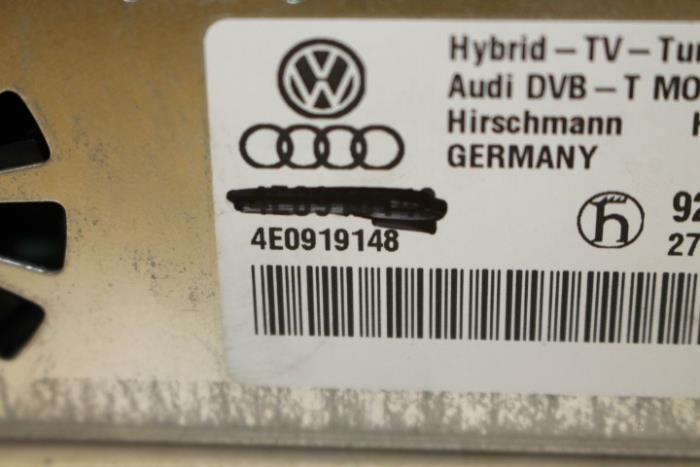 Hybrid-TV-Tu
Audi DVB-T MO
Hirschmann H
GERMANY
4E0919148
92
27